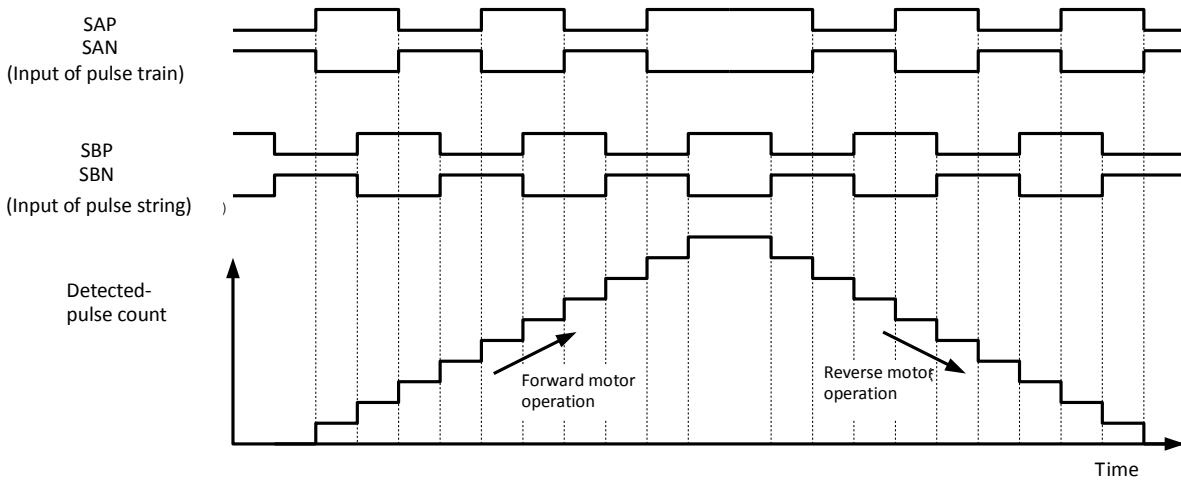 SAP
SAN
(Input of pulse train)
SBP
SBN
(Input of pulse string)
)
Detected-
pulse count
Forward motor
operation
Reverse motor
operation
Time